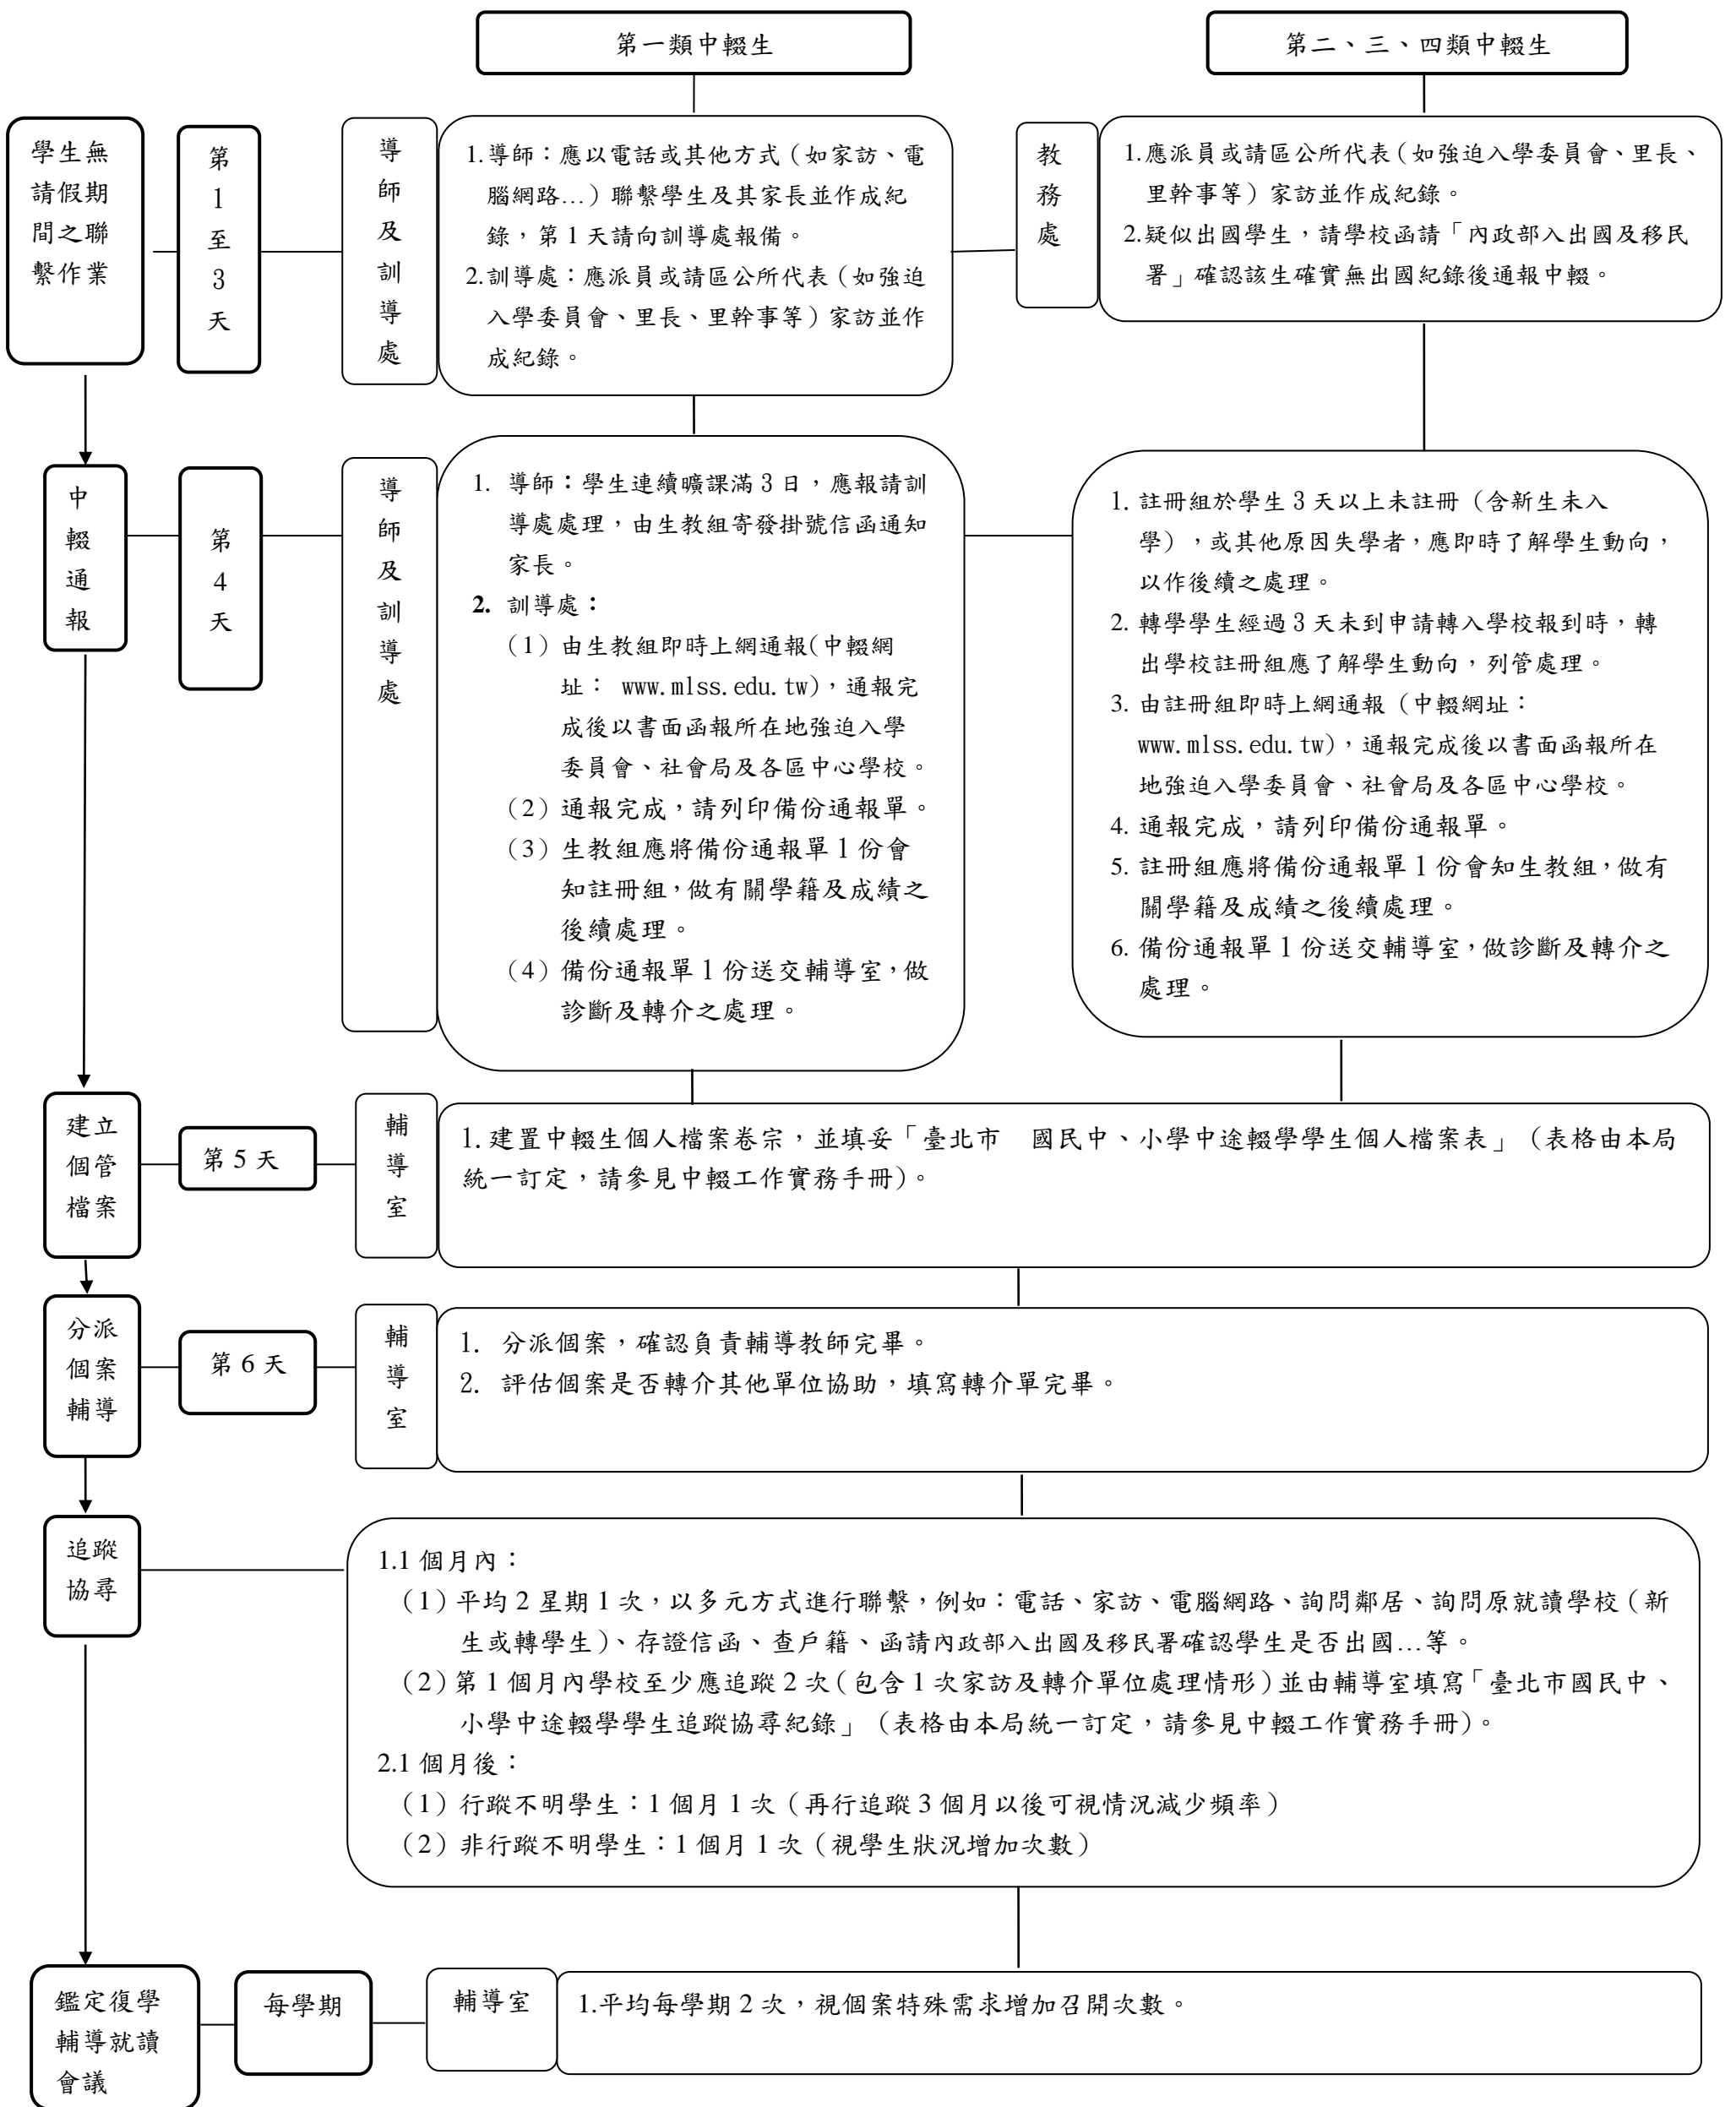 第一類中輟生
第二、三、四類中輟生
學生無
請假期
間之聯
繫作業
第
1
至
3
天
導
師
及
訓
導
處
1.導師：應以電話或其他方式（如家訪、電
腦網路…）聯繫學生及其家長並作成紀
錄，第1天請向訓導處報備。
2.訓導處：應派員或請區公所代表（如強迫
入學委員會、里長、里幹事等）家訪並作
成紀錄。
教
務
處
1.應派員或請區公所代表（如強迫入學委員會、里長、
里幹事等）家訪並作成紀錄。
2.疑似出國學生，請學校函請「內政部入出國及移民
署」確認該生確實無出國紀錄後通報中輟。
中
輟
通
報
第
4
天
導
師
及
訓
導
處
1. 導師：學生連續曠課滿3日，應報請訓
導處處理，由生教組寄發掛號信函通知
家長。
2. 訓導處：
（1）由生教組即時上網通報(中輟網
址： www.mlss.edu.tw)，通報完
成後以書面函報所在地強迫入學
委員會、社會局及各區中心學校。
（2）通報完成，請列印備份通報單。
（3）生教組應將備份通報單1份會
知註冊組，做有關學籍及成績之
後續處理。
（4）備份通報單1份送交輔導室，做
診斷及轉介之處理。
1. 註冊組於學生3天以上未註冊（含新生未入
學），或其他原因失學者，應即時了解學生動向，
以作後續之處理。
2. 轉學學生經過3天未到申請轉入學校報到時，轉
出學校註冊組應了解學生動向，列管處理。
3. 由註冊組即時上網通報（中輟網址：
www.mlss.edu.tw)，通報完成後以書面函報所在
地強迫入學委員會、社會局及各區中心學校。
4. 通報完成，請列印備份通報單。
5. 註冊組應將備份通報單1份會知生教組，做有
關學籍及成績之後續處理。
6. 備份通報單1份送交輔導室，做診斷及轉介之
處理。
建立
個管
檔案
第5天
輔
導
室
1.建置中輟生個人檔案卷宗，並填妥「臺北市　國民中、小學中途輟學學生個人檔案表」（表格由本局
統一訂定，請參見中輟工作實務手冊）。
分派
個案
輔導
第6天
輔
導
室
1. 分派個案，確認負責輔導教師完畢。
2. 評估個案是否轉介其他單位協助，填寫轉介單完畢。
追蹤
協尋
1.1個月內：
（1）平均2星期1次，以多元方式進行聯繫，例如：電話、家訪、電腦網路、詢問鄰居、詢問原就讀學校（新
生或轉學生）、存證信函、查戶籍、函請內政部入出國及移民署確認學生是否出國…等。
（2）第1個月內學校至少應追蹤2次（包含1次家訪及轉介單位處理情形）並由輔導室填寫「臺北市國民中、
小學中途輟學學生追蹤協尋紀錄」（表格由本局統一訂定，請參見中輟工作實務手冊）。
2.1個月後：
（1）行蹤不明學生：1個月1次（再行追蹤3個月以後可視情況減少頻率）
（2）非行蹤不明學生：1個月1次（視學生狀況增加次數）
鑑定復學
輔導就讀
會議
每學期
輔導室
1.平均每學期2次，視個案特殊需求增加召開次數。